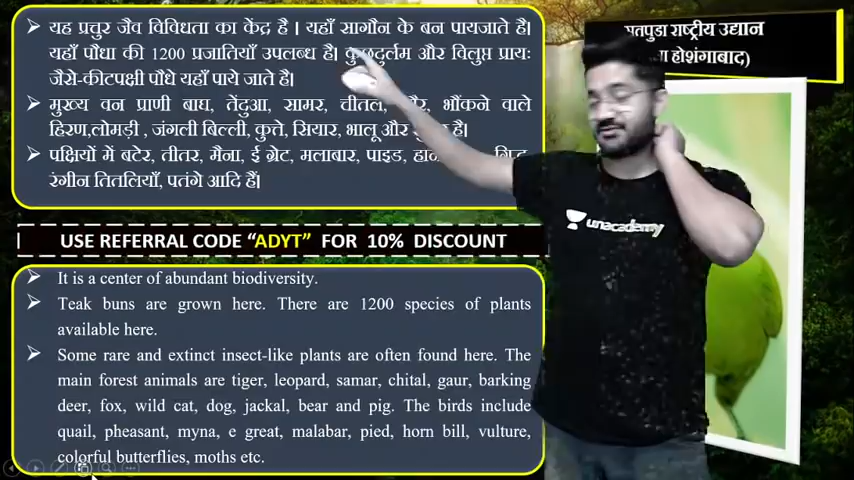 यह प्रचुर जैव विविधता का केंद्र है । यहाँ सागौन के बन पायजाते है।
यहाँ पौधा की 1200 प्रजातियाँ उपलब्ध है। कुछदुर्लम और विलुप्त प्रायः
जैसे-कीटपक्षी पौधे यहाँ पाये जाते है।
मुख्य वन प्राणी बाघ, तेंदुआ, सामर, चीतल, भौंकने वाले
हिरण,लोमड़ी , जंगली बिल्ली, कुत्ते, सियार, भालू और है।
पक्षियों में बटेर, तीतर, मैना, ई ग्रेट, मलाबार, पाइड,
रंगीन तितलियाँ, पतंगे आदि हैं।
राष्ट्रीय उद्यान
होशंगाबाद)
USE REFERRAL CODE “ADYT” FOR 10% DISCOUNT
unacademy
It is a center of abundant biodiversity.
Teak buns are grown here. There are 1200 species of plants
available here.
Some rare and extinct insect-like plants are often found here. The
main forest animals are tiger, leopard, samar, chital, gaur, barking
deer, fox, wild cat, dog, jackal, bear and pig. The birds include
quail, pheasant, myna, e great, malabar, pied, horn bill, vulture,
colorful butterflies, moths etc.